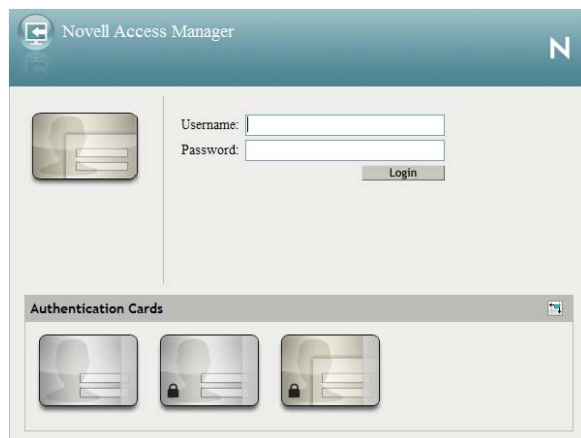 Novell Access Manager
N
Username:
Password:
Login
Authentication Cards